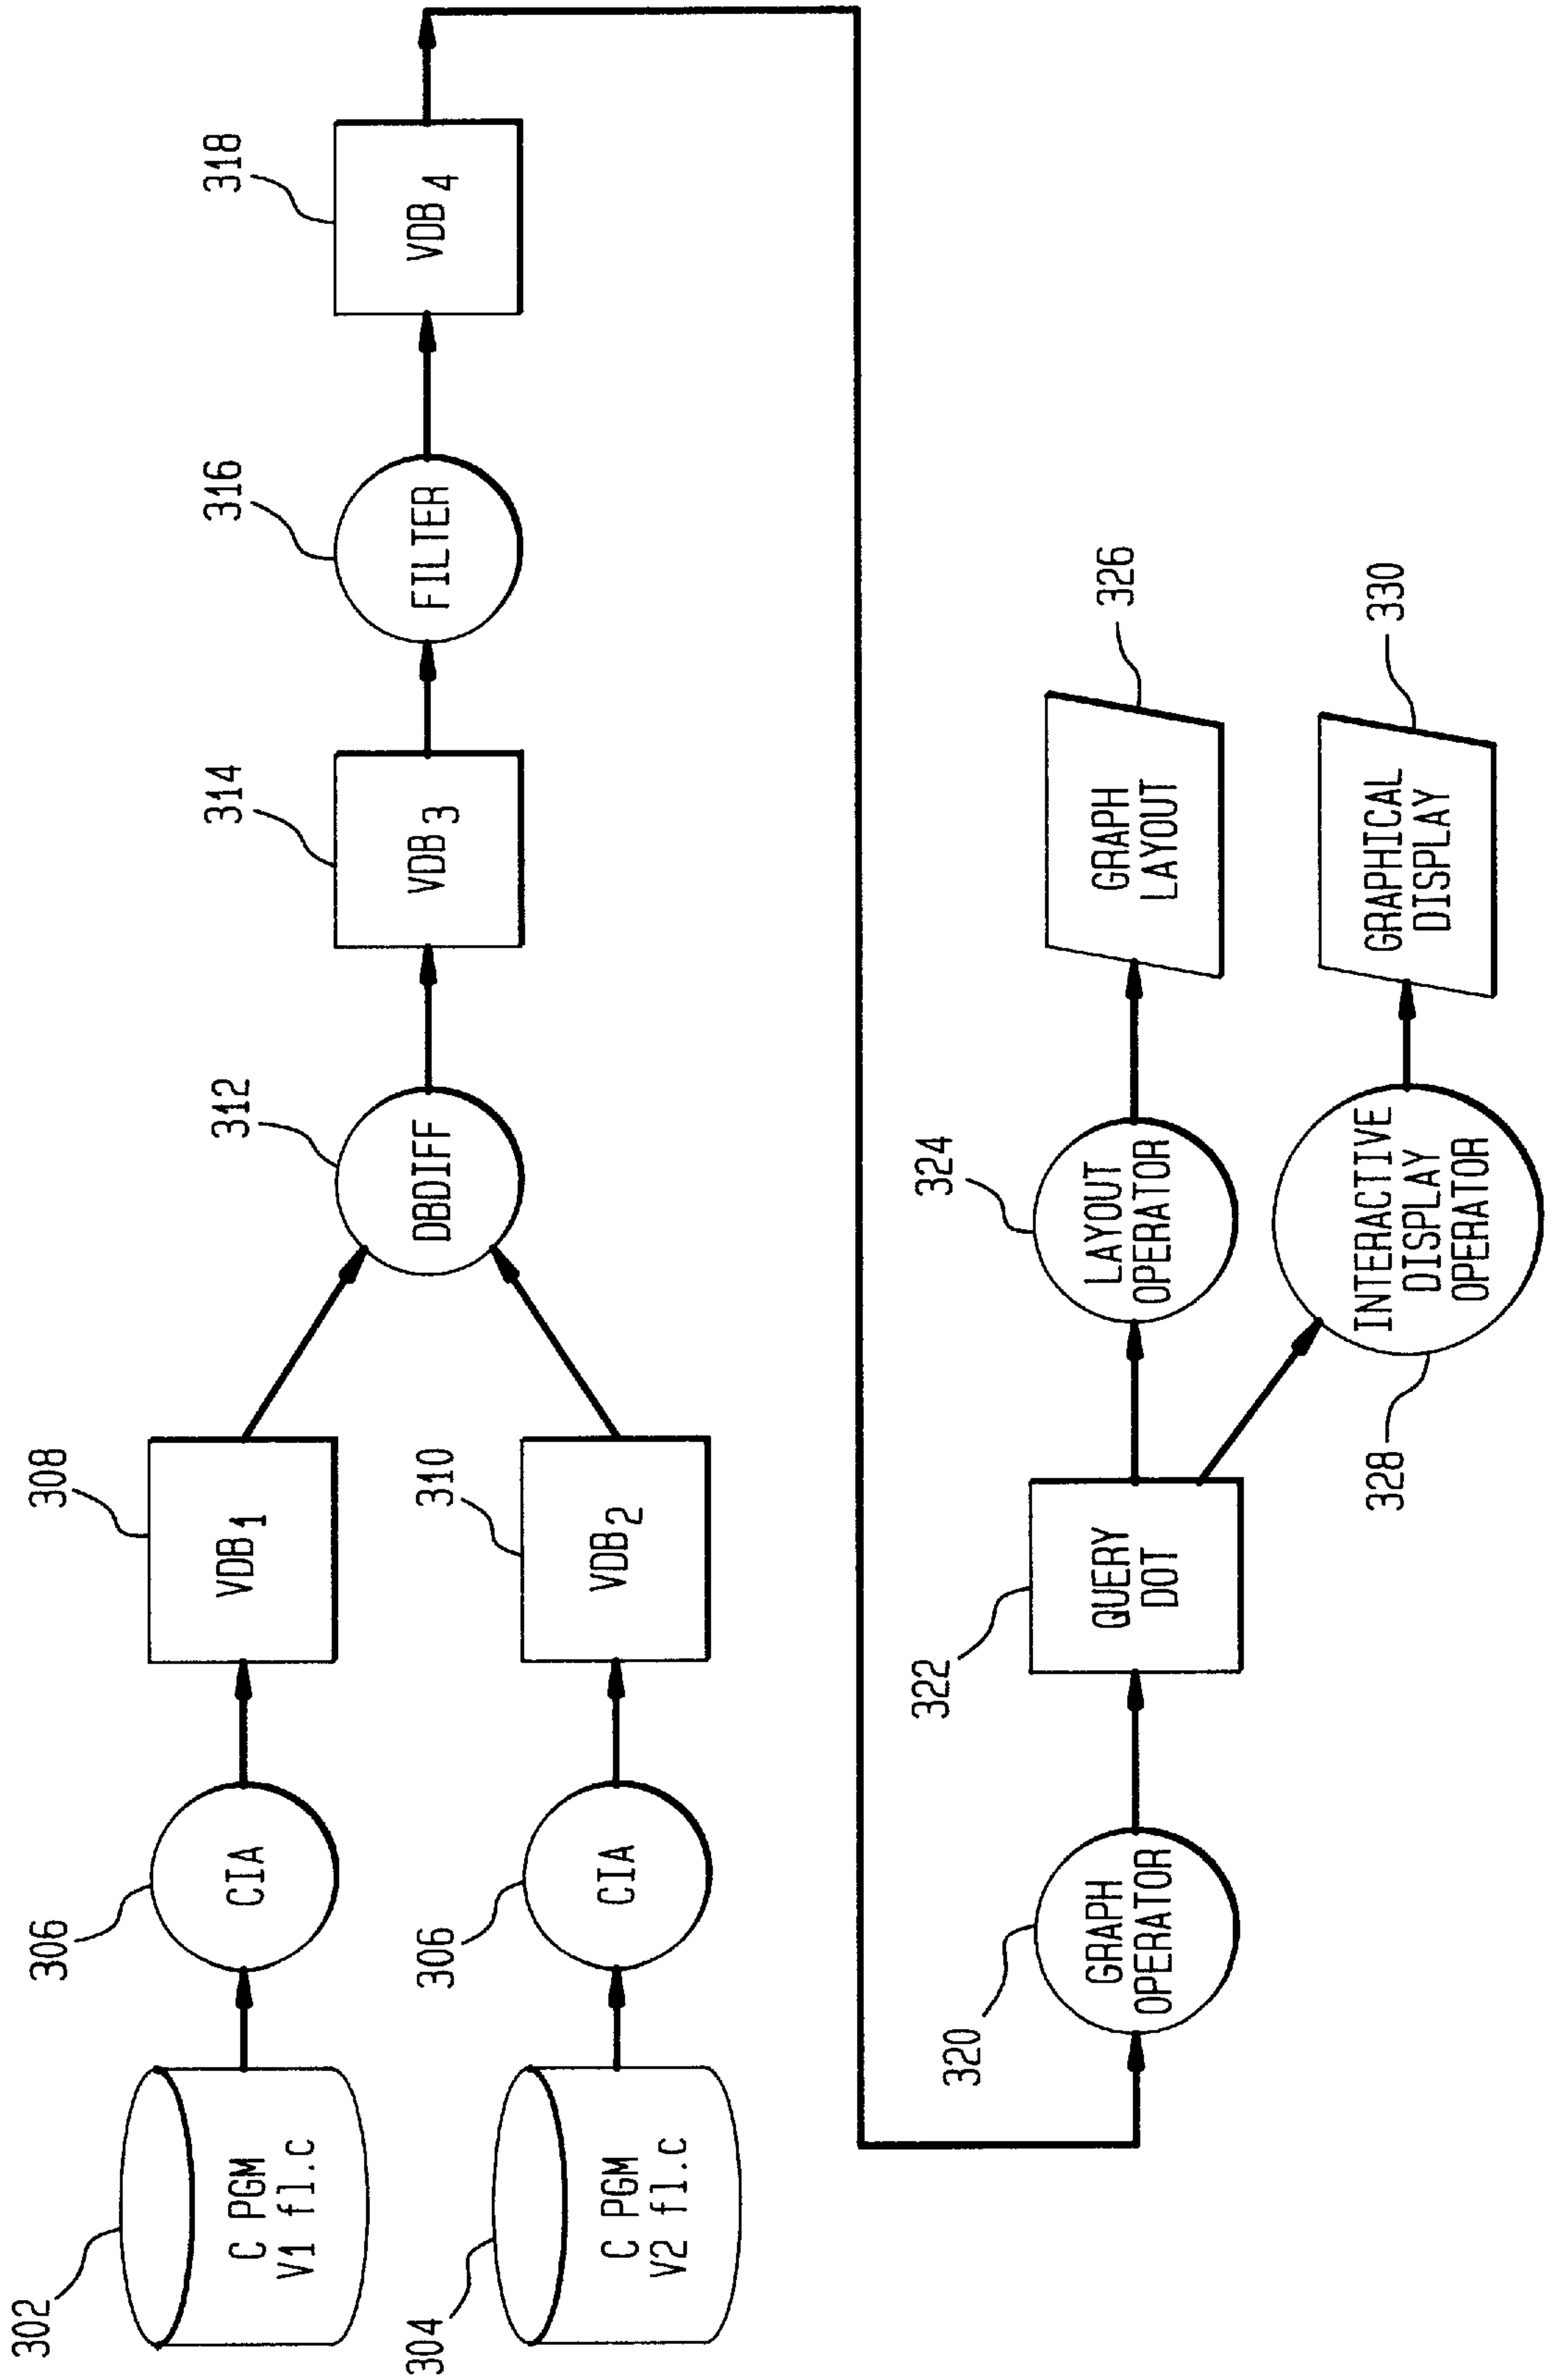 302
C PGM
V1 fl.c
306
CIA
308
VDB1
304
C PGM
V2 fl.c
306
CIA
310
VDB2
312
DBDIFF
314
VDB3
316
FILTER
318
VDB4
320
GRAPH
OPERATOR
322
QUERY
DOT
324
LAYOUT
OPERATOR
326
GRAPH
LAYOUT
328
INTERACTIVE
DISPLAY
OPERATOR
330
GRAPHICAL
DISPLAY